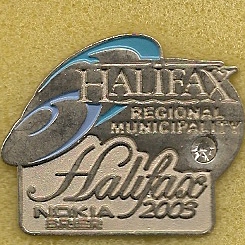 HALIFAX
REGIONAL
MUNICIPALITY
Halifax
NOKIA 2003
BRIER